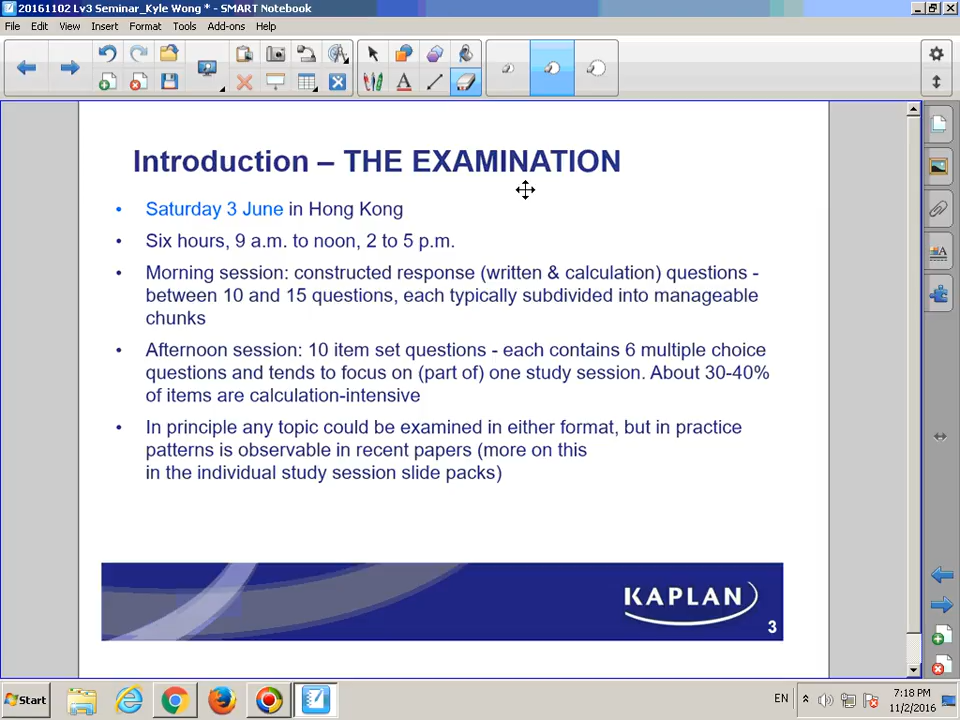 20161102 Lv3 Seminar_Kyle Wong * - SMART Notebook
File Edit View Insert Format Tools Add-ons Help
Introduction – THE EXAMINATION
• Saturday 3 June in Hong Kong
• Six hours, 9 a.m. to noon, 2 to 5 p.m.
• Morning session: constructed response (written & calculation) questions -
between 10 and 15 questions, each typically subdivided into manageable
chunks
• Afternoon session: 10 item set questions - each contains 6 multiple choice
questions and tends to focus on (part of) one study session. About 30-40%
of items are calculation-intensive
• In principle any topic could be examined in either format, but in practice
patterns is observable in recent papers (more on this
in the individual study session slide packs)
KAPLAN
3
Start
EN
7:18 PM
11/2/2016